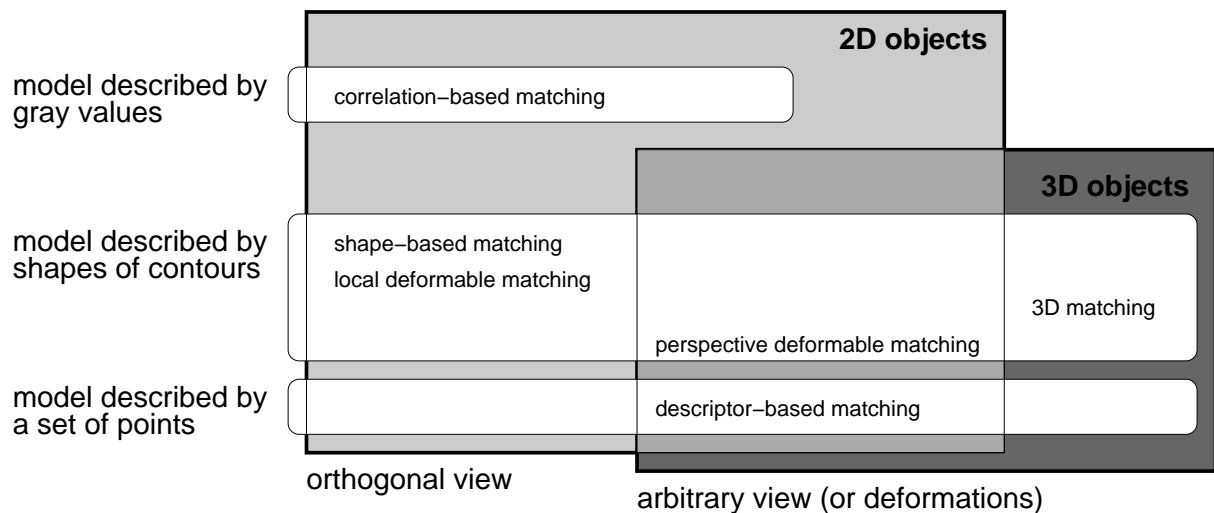 2D objects
model described by
gray values
correlation−based matching
3D objects
model described by
shapes of contours
shape−based matching
local deformable matching
3D matching
perspective deformable matching
model described by
a set of points
descriptor−based matching
orthogonal view
arbitrary view (or deformations)